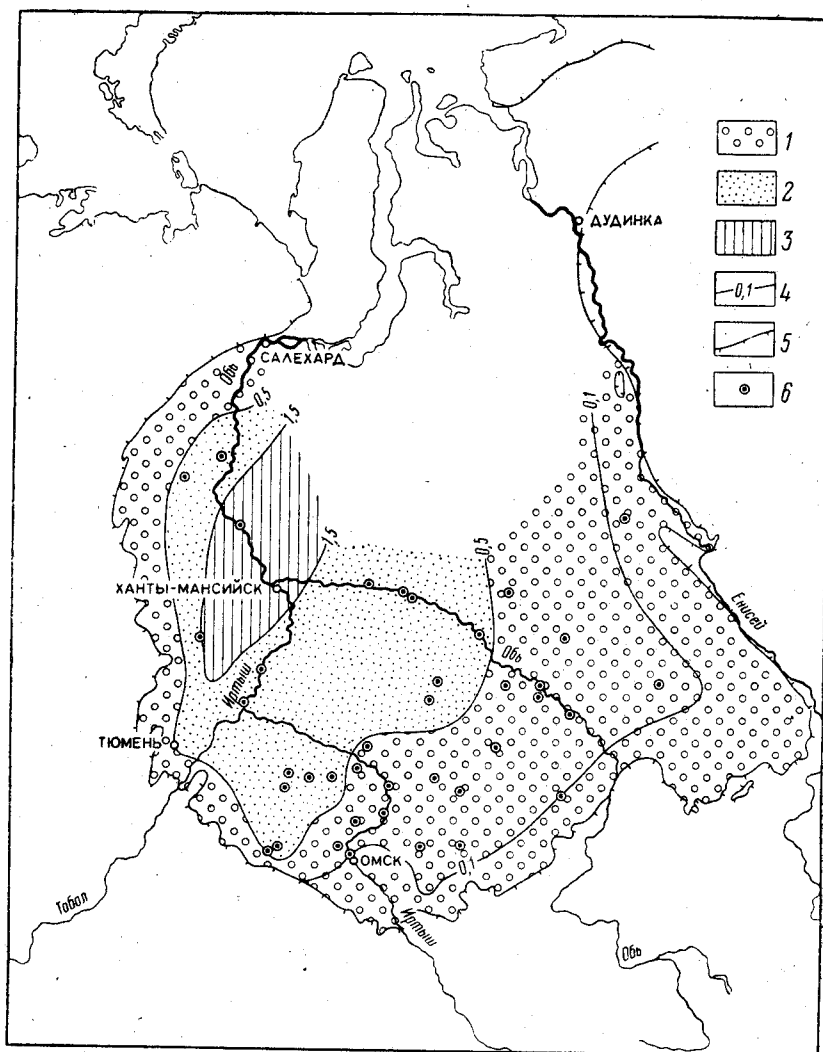 1
2
3
0,1 4
5
6
ДУДИНКА
САЛЕХАРД
Обь
0,5
1,5
0,1
1,5
0,5
ХАНТЫ-МАНСИЙСК
Енисей
Обь
Иртыш
ТЮМЕНЬ
ОМСК
0,1
Тобол
Иртыш
Обь